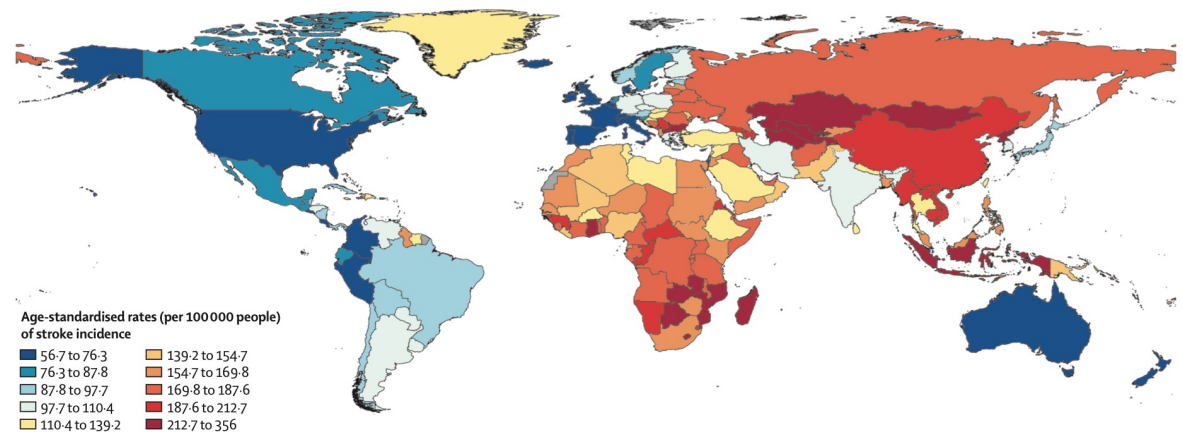 Age-standardised rates (per 100 000 people)
of stroke incidence
56·7 to 76·3
76·3 to 87·8
87·8 to 97·7
97·7 to 110·4
110·4 to 139·2
139·2 to 154·7
154·7 to 169·8
169·8 to 187·6
187·6 to 212·7
212·7 to 356